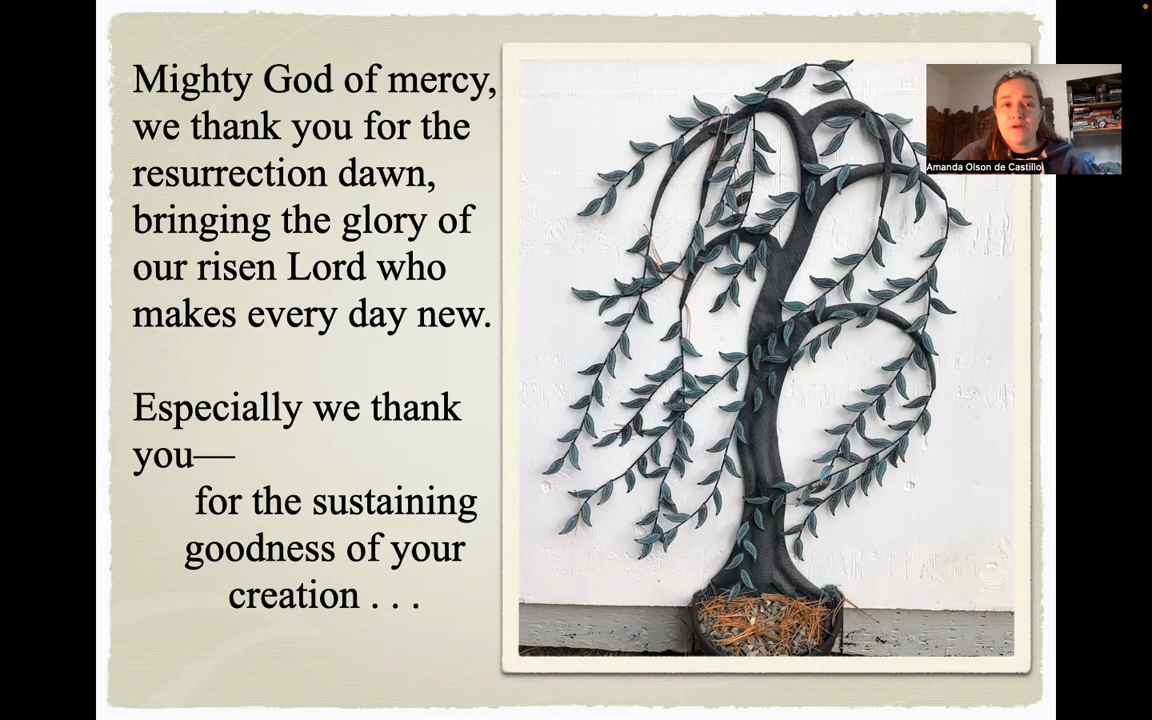 Mighty God of mercy,
we thank you for the
resurrection dawn,
bringing the glory of
our risen Lord who
makes every day new.
Especially we thank
you—
for the sustaining
goodness of your
creation . . .
Amanda Olson de Castillo